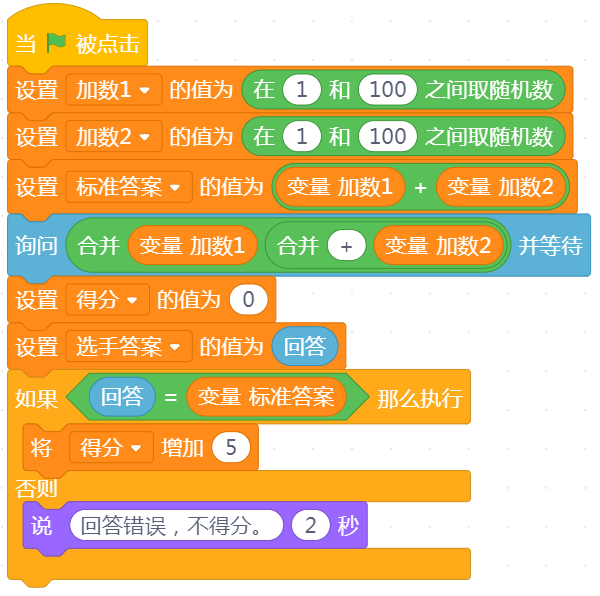 当 被点击
设置 加数1 的值为 在 1 和 100 之间取随机数
设置 加数2 的值为 在 1 和 100 之间取随机数
设置 标准答案 的值为 变量 加数1 + 变量 加数2
询问 合并 变量 加数1 合并 + 变量 加数2 并等待
设置 得分 的值为 0
设置 选手答案 的值为 回答
如果 回答 = 变量 标准答案 那么执行
将 得分 增加 5
否则
说 回答错误，不得分。 2 秒